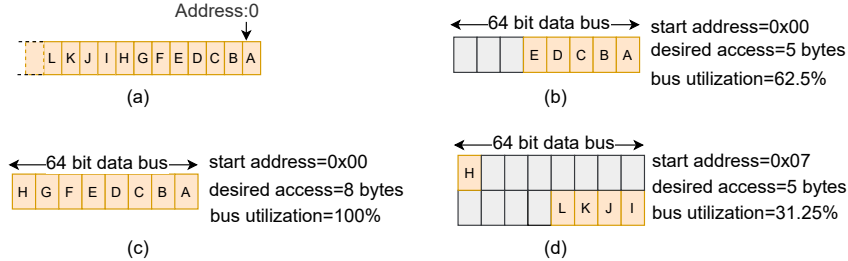 Address:0
L K J I H G F E D C B A
(a)
64 bit data bus
E D C B A
start address=0x00
desired access=5 bytes
bus utilization=62.5%
(b)
64 bit data bus
H G F E D C B A
start address=0x00
desired access=8 bytes
bus utilization=100%
(c)
64 bit data bus
H
L K J I
start address=0x07
desired access=5 bytes
bus utilization=31.25%
(d)